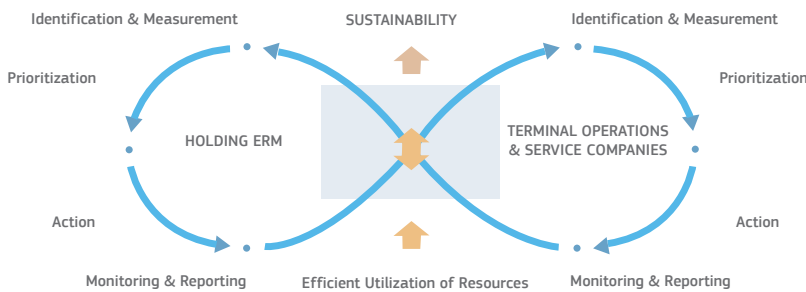 Identification & Measurement
SUSTAINABILITY
Identification & Measurement
Prioritization
Prioritization
HOLDING ERM
TERMINAL OPERATIONS
& SERVICE COMPANIES
Action
Action
Monitoring & Reporting
Efficient Utilization of Resources
Monitoring & Reporting